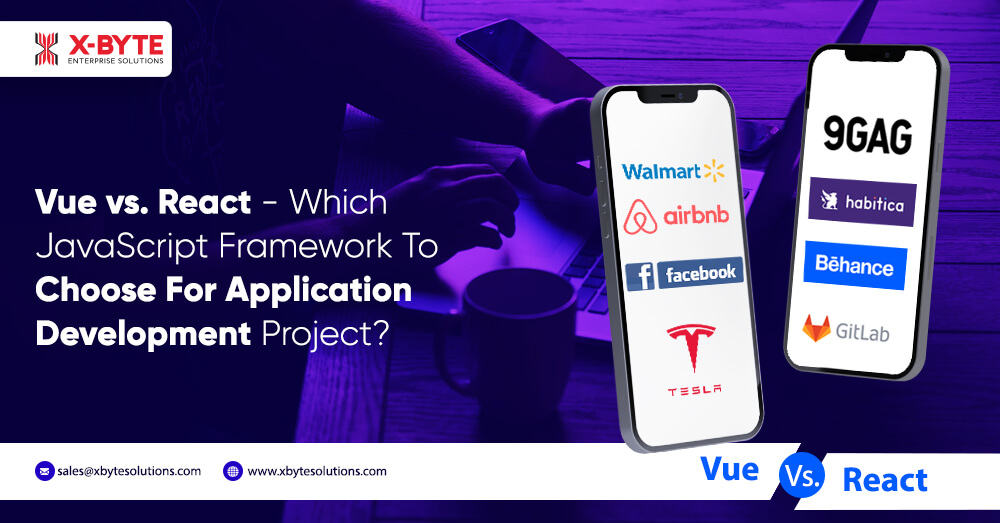 X-BYTE
ENTERPRISE SOLUTIONS
Vue vs. React - Which
JavaScript Framework To
Choose For Application
Development Project?
Walmart
airbnb
f facebook
TESLA
9GAG
habitica
Bēhance
GitLab
sales@xbytesolutions.com
www.xbytesolutions.com
Vue Vs. React